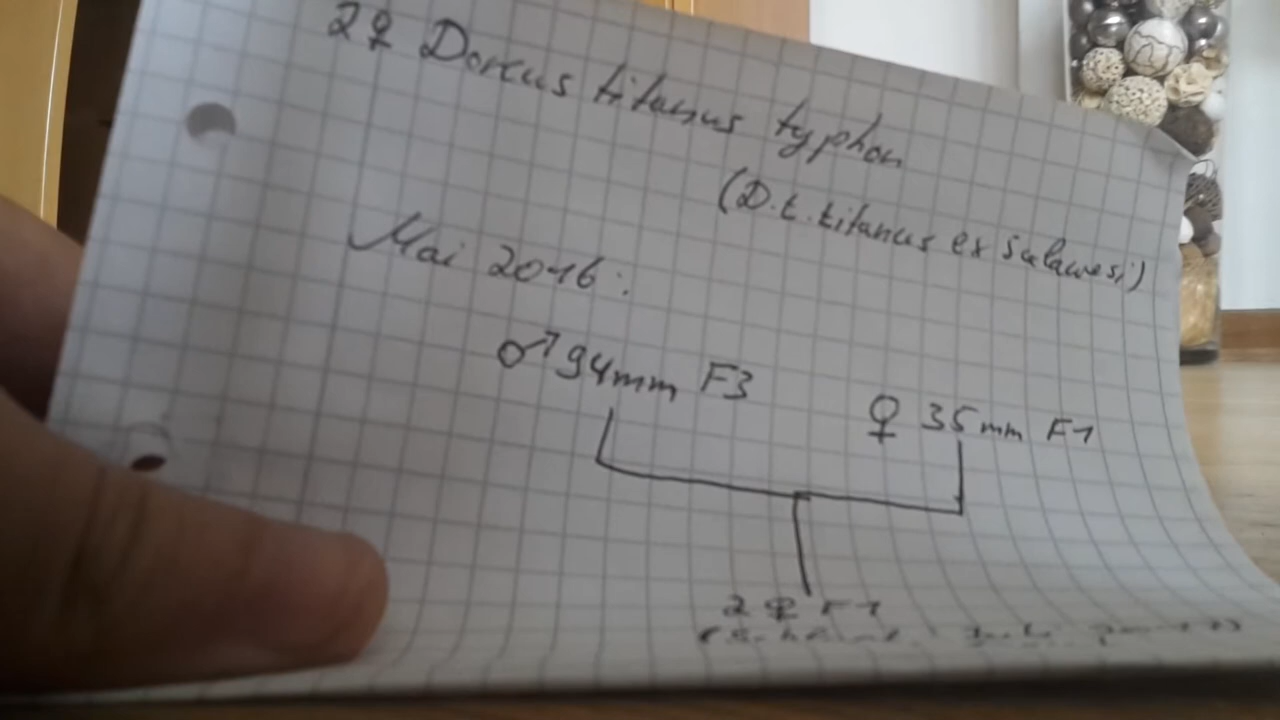 2♀ Dorcus titanus typhon
(D.t. titanus ex Sulawesi)
Mai 2016:
♂ 94mm F3
♀ 35mm F1
2 ♀ F1